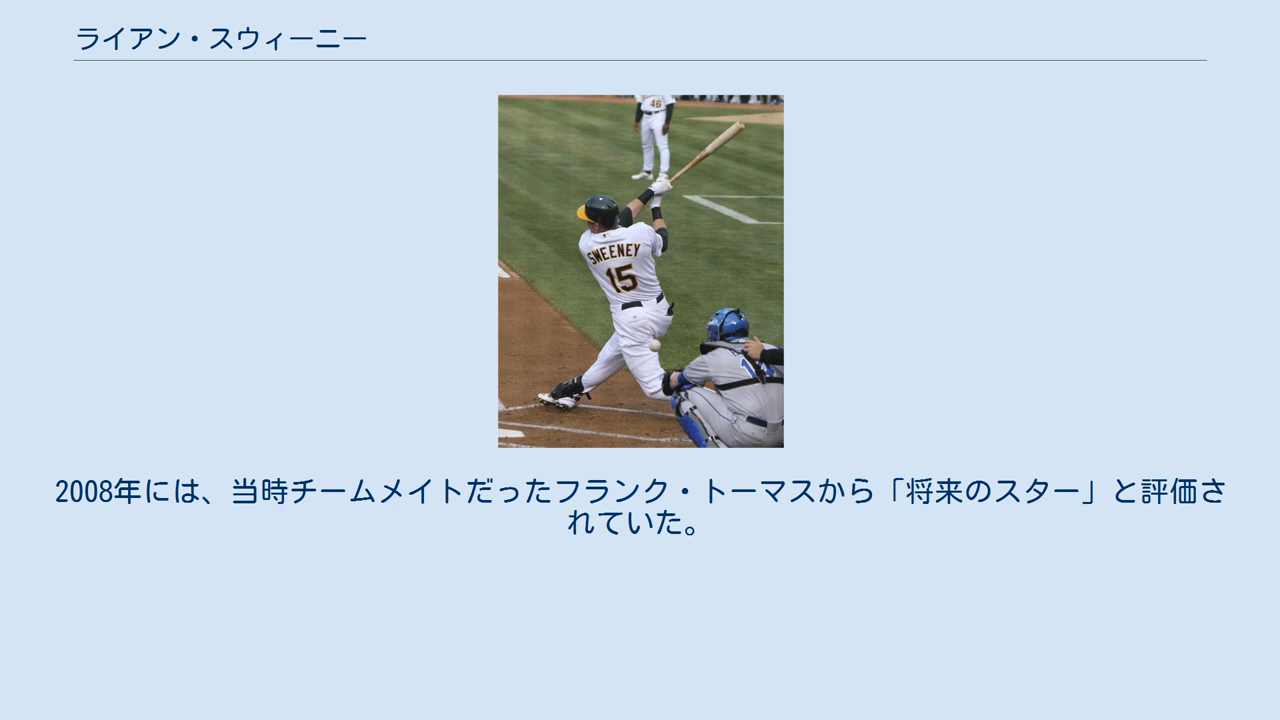 ライアン・スウィーニー
46
SWEENEY
15
2008年には、当時チームメイトだったフランク・トーマスから「将来のスター」と評価さ
れていた。